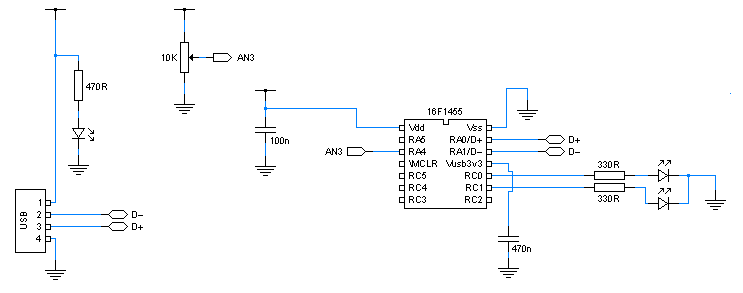 10K
AN3
470R
16F1455
100n
Vdd
Vss
RA5
RA0/D+
D+
AN3
RA4
RA1/D-
D-
VMCLR
Vusb3v3
330R
RC5
RC0
RC4
RC1
RC3
RC2
330R
USB
1
2
D-
3
D+
4
470n